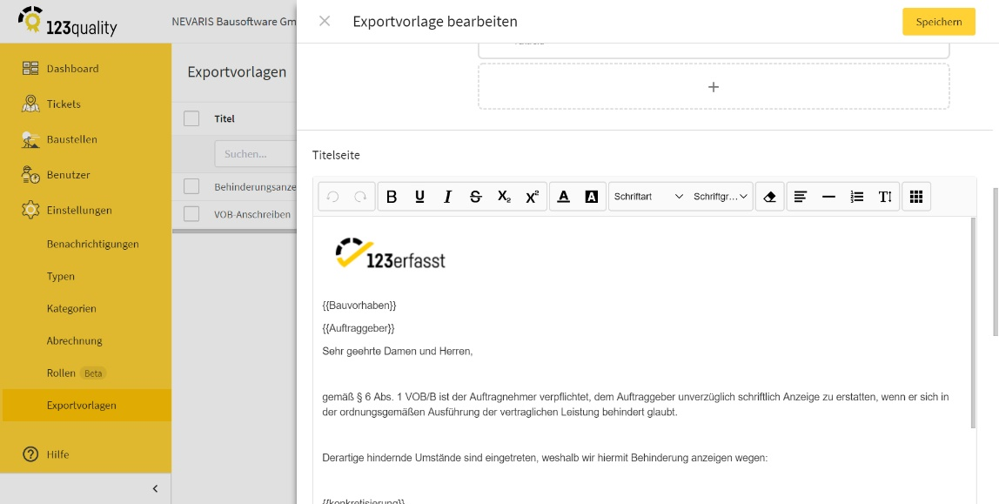 123quality
NEVARIS Bausoftware Gm
Exportvorlage bearbeiten
Speichern
Dashboard
Tickets
Baustellen
Benutzer
Einstellungen
Benachrichtigungen
Typen
Kategorien
Abrechnung
Rollen Beta
Exportvorlagen
Hilfe
Exportvorlagen
Titel
Suchen...
Behinderungsanze
VOB-Anschreiben
+
Titelseite
B U I S X₂ X² A A Schriftart Schriftgr... T
123erfasst
{{Bauvorhaben}}
{{Auftraggeber}}
Sehr geehrte Damen und Herren,
gemäß § 6 Abs. 1 VOB/B ist der Auftragnehmer verpflichtet, dem Auftraggeber unverzüglich schriftlich Anzeige zu erstatten, wenn er sich in
der ordnungsgemäßen Ausführung der vertraglichen Leistung behindert glaubt.
Derartige hindernde Umstände sind eingetreten, weshalb wir hiermit Behinderung anzeigen wegen:
{{konkretisierung}}